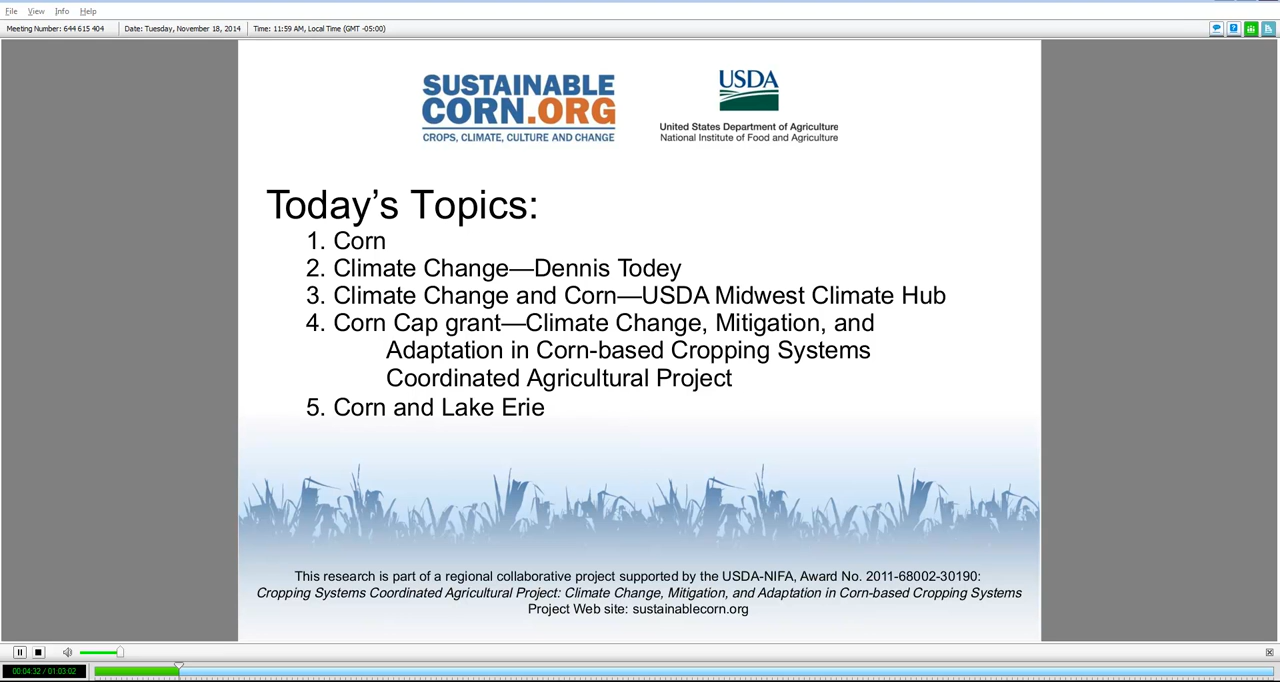 File View Info Help
Meeting Number: 644 615 404 Date: Tuesday, November 18, 2014 Time: 11:59 AM, Local Time (GMT -05:00)
SUSTAINABLE
CORN.ORG
CROPS, CLIMATE, CULTURE AND CHANGE
USDA
United States Department of Agriculture
National Institute of Food and Agriculture
Today’s Topics:
1. Corn
2. Climate Change—Dennis Todey
3. Climate Change and Corn—USDA Midwest Climate Hub
4. Corn Cap grant—Climate Change, Mitigation, and
Adaptation in Corn-based Cropping Systems
Coordinated Agricultural Project
5. Corn and Lake Erie
This research is part of a regional collaborative project supported by the USDA-NIFA, Award No. 2011-68002-30190:
Cropping Systems Coordinated Agricultural Project: Climate Change, Mitigation, and Adaptation in Corn-based Cropping Systems
Project Web site: sustainablecorn.org
00:04:32 / 01:03:02